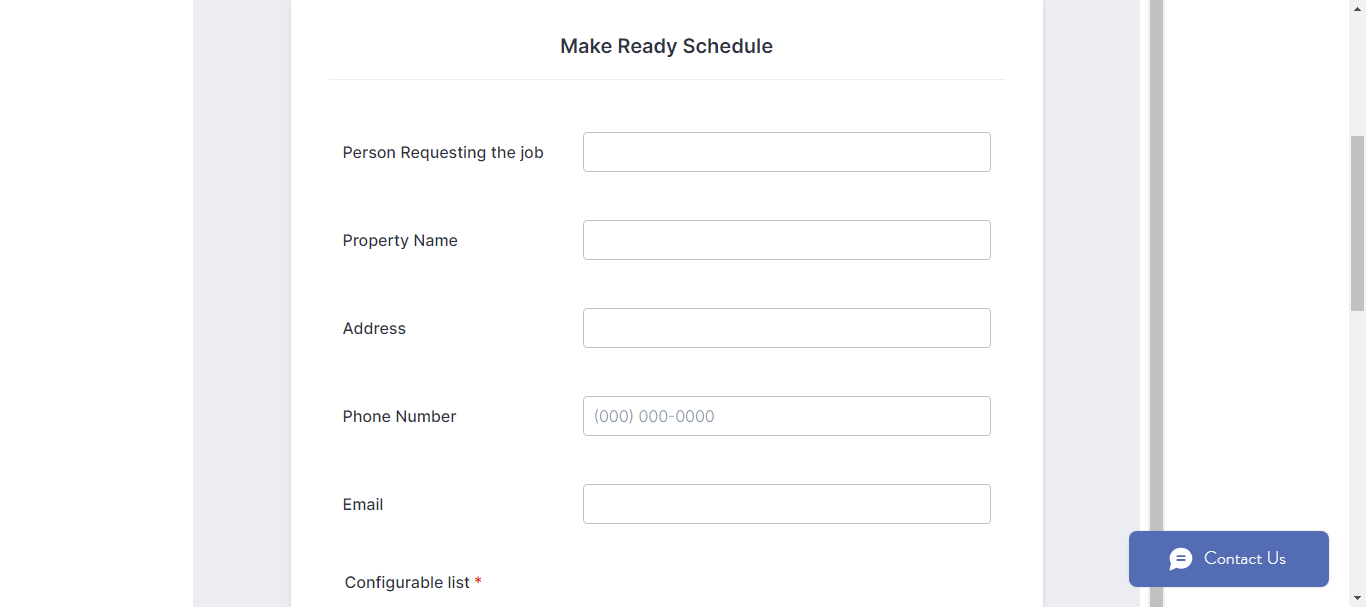 Make Ready Schedule
Person Requesting the job
Property Name
Address
Phone Number
(000) 000-0000
Email
Configurable list *
Contact Us